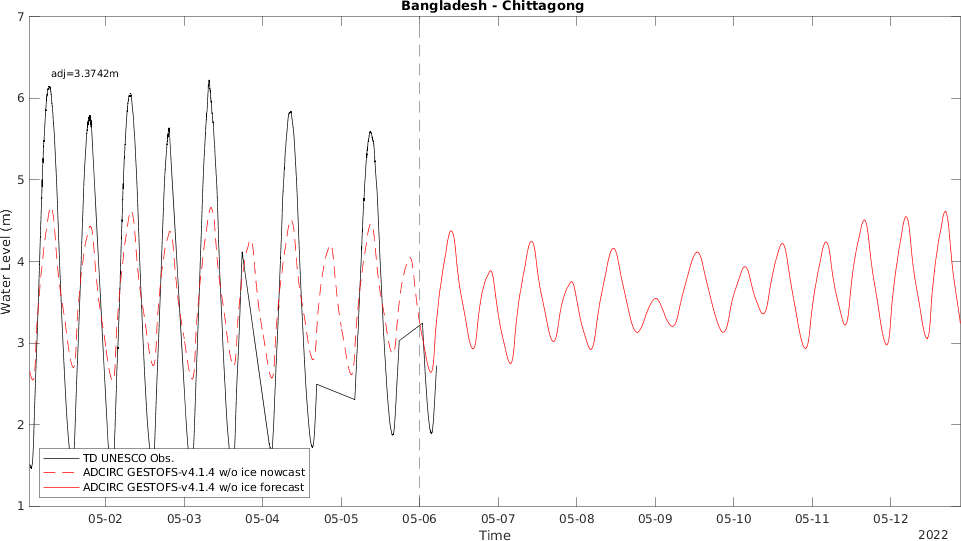 Bangladesh - Chittagong
adj=3.3742m
Water Level (m)
7
6
5
4
3
2
1
TD UNESCO Obs.
ADCIRC GESTOFS-v4.1.4 w/o ice nowcast
ADCIRC GESTOFS-v4.1.4 w/o ice forecast
05-02 05-03 05-04 05-05 05-06 05-07 05-08 05-09 05-10 05-11 05-12
Time
2022